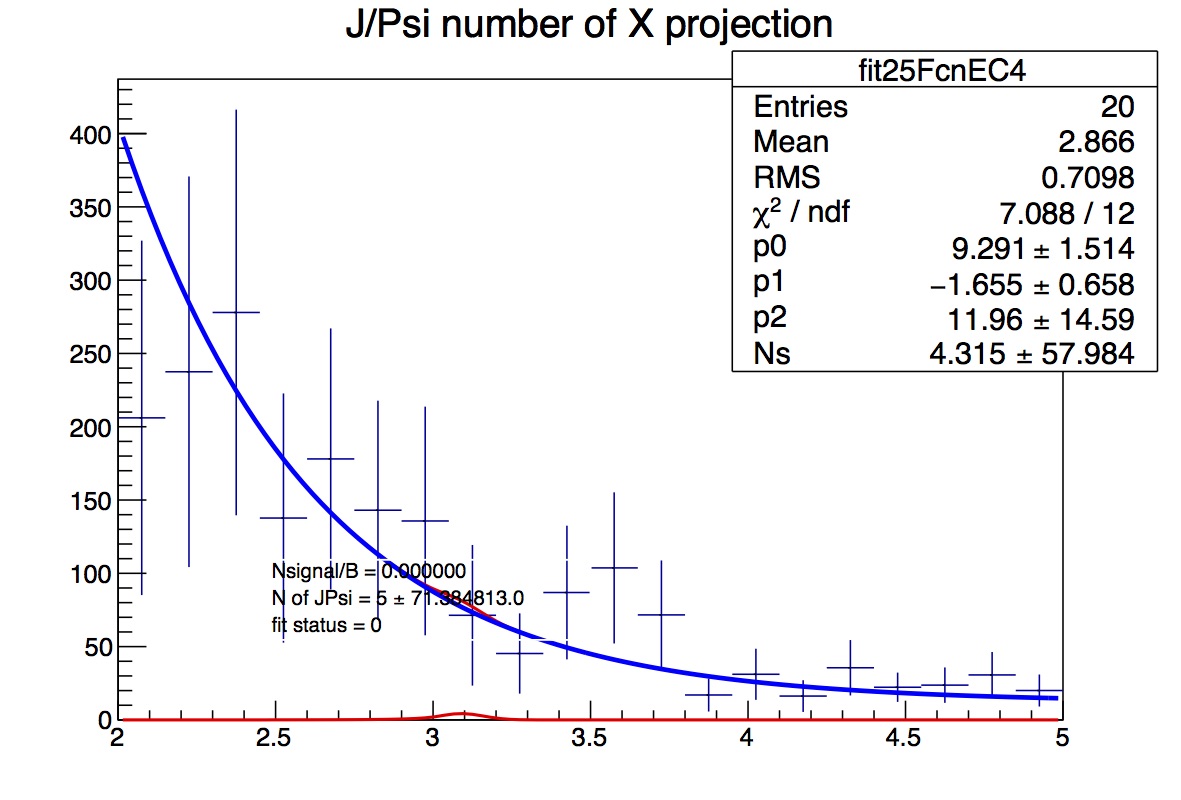 J/Psi number of X projection
fit25FcnEC4
Entries 20
Mean 2.866
RMS 0.7098
χ² / ndf 7.088 / 12
p0 9.291 ± 1.514
p1 −1.655 ± 0.658
p2 11.96 ± 14.59
Ns 4.315 ± 57.984
400
350
300
250
200
150
100
50
0
Nsignal/B = 0.000000
N of JPsi = 5 ± 71.384813.0
fit status = 0
2 2.5 3 3.5 4 4.5 5